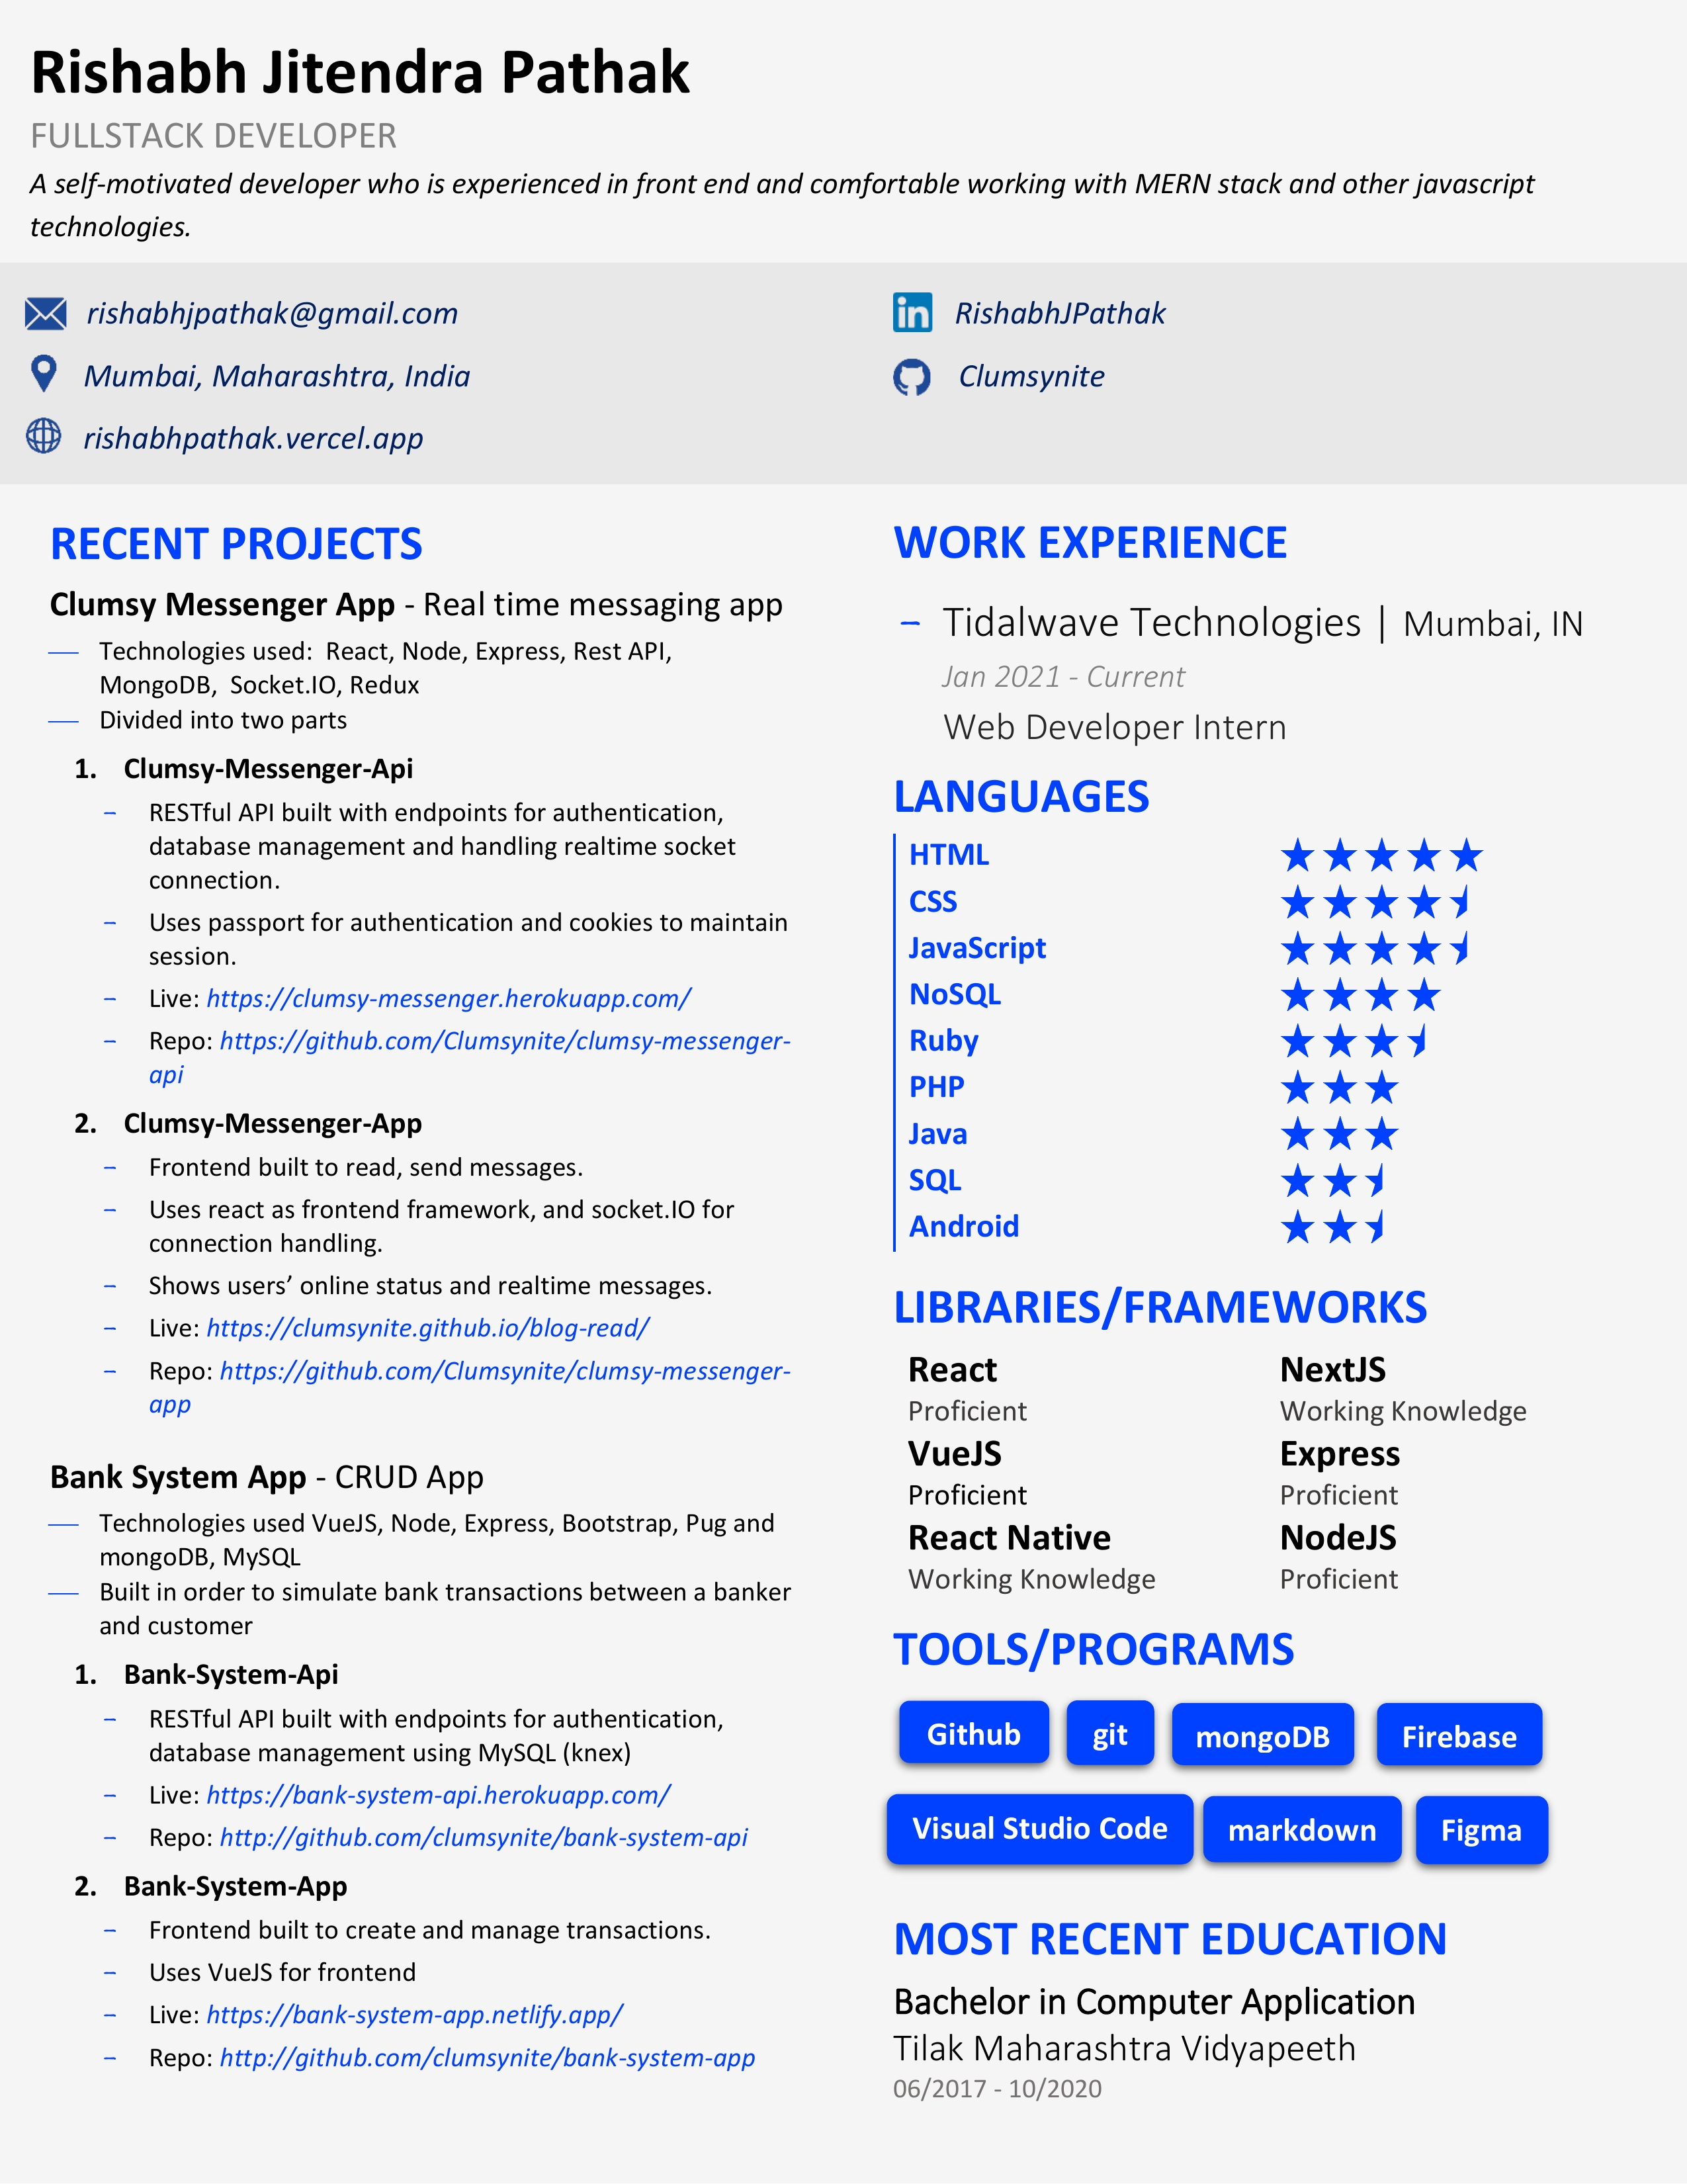 Rishabh Jitendra Pathak
FULLSTACK DEVELOPER
A self-motivated developer who is experienced in front end and comfortable working with MERN stack and other javascript
technologies.
rishabhjpathak@gmail.com
Mumbai, Maharashtra, India
rishabhpathak.vercel.app
in RishabhJPathak
Clumsynite
RECENT PROJECTS
Clumsy Messenger App - Real time messaging app
— Technologies used: React, Node, Express, Rest API,
MongoDB, Socket.IO, Redux
— Divided into two parts
1. Clumsy-Messenger-Api
– RESTful API built with endpoints for authentication,
database management and handling realtime socket
connection.
– Uses passport for authentication and cookies to maintain
session.
– Live: https://clumsy-messenger.herokuapp.com/
– Repo: https://github.com/Clumsynite/clumsy-messenger-
api
2. Clumsy-Messenger-App
– Frontend built to read, send messages.
– Uses react as frontend framework, and socket.IO for
connection handling.
– Shows users’ online status and realtime messages.
– Live: https://clumsynite.github.io/blog-read/
– Repo: https://github.com/Clumsynite/clumsy-messenger-
app
Bank System App - CRUD App
— Technologies used VueJS, Node, Express, Bootstrap, Pug and
mongoDB, MySQL
— Built in order to simulate bank transactions between a banker
and customer
1. Bank-System-Api
– RESTful API built with endpoints for authentication,
database management using MySQL (knex)
– Live: https://bank-system-api.herokuapp.com/
– Repo: http://github.com/clumsynite/bank-system-api
2. Bank-System-App
– Frontend built to create and manage transactions.
– Uses VueJS for frontend
– Live: https://bank-system-app.netlify.app/
– Repo: http://github.com/clumsynite/bank-system-app
WORK EXPERIENCE
– Tidalwave Technologies | Mumbai, IN
Jan 2021 - Current
Web Developer Intern
LANGUAGES
HTML
CSS
JavaScript
NoSQL
Ruby
PHP
Java
SQL
Android
LIBRARIES/FRAMEWORKS
React NextJS
Proficient Working Knowledge
VueJS Express
Proficient Proficient
React Native NodeJS
Working Knowledge Proficient
TOOLS/PROGRAMS
Github git mongoDB Firebase
Visual Studio Code markdown Figma
MOST RECENT EDUCATION
Bachelor in Computer Application
Tilak Maharashtra Vidyapeeth
06/2017 - 10/2020